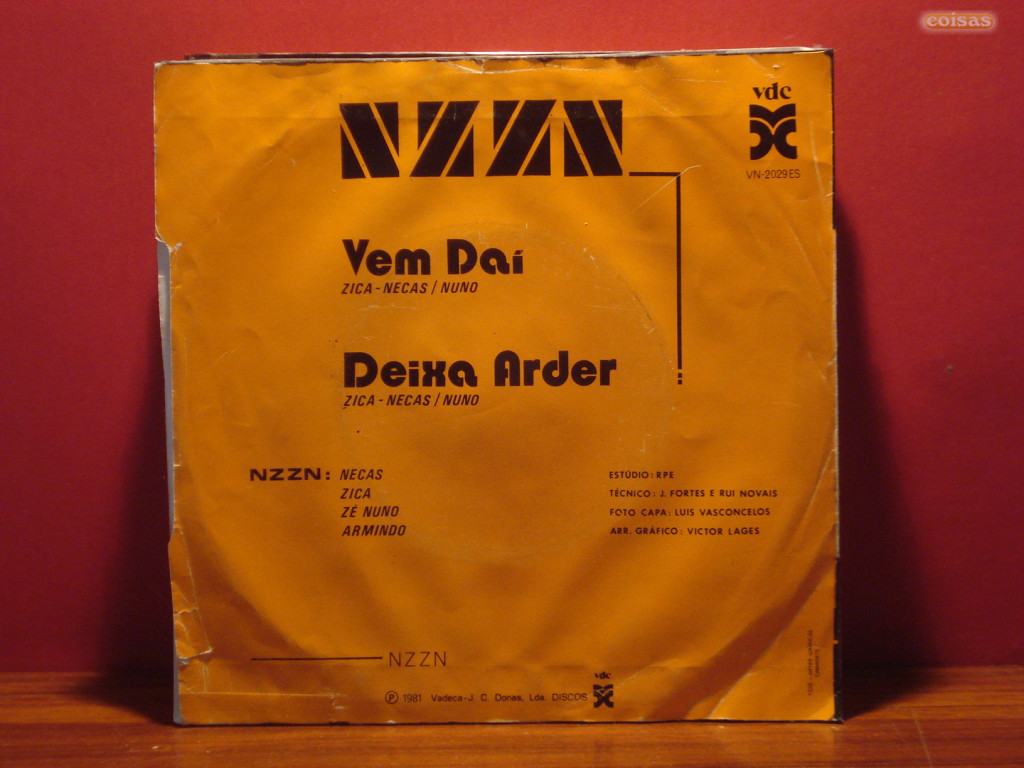 coisas
NZZN
vdc
VN-2029ES
Vem Daí
ZICA - NECAS / NUNO
Deixa Arder
ZICA - NECAS / NUNO
NZZN: NECAS
ZICA
ZÉ NUNO
ARMINDO
ESTÚDIO: RPE
TÉCNICO: J. FORTES E RUI NOVAIS
FOTO CAPA: LUIS VASCONCELOS
ARR. GRÁFICO: VICTOR LAGES
NZZN
Ⓟ 1981 Vadeca-J. C. Donas, Lda. DISCOS
vdc